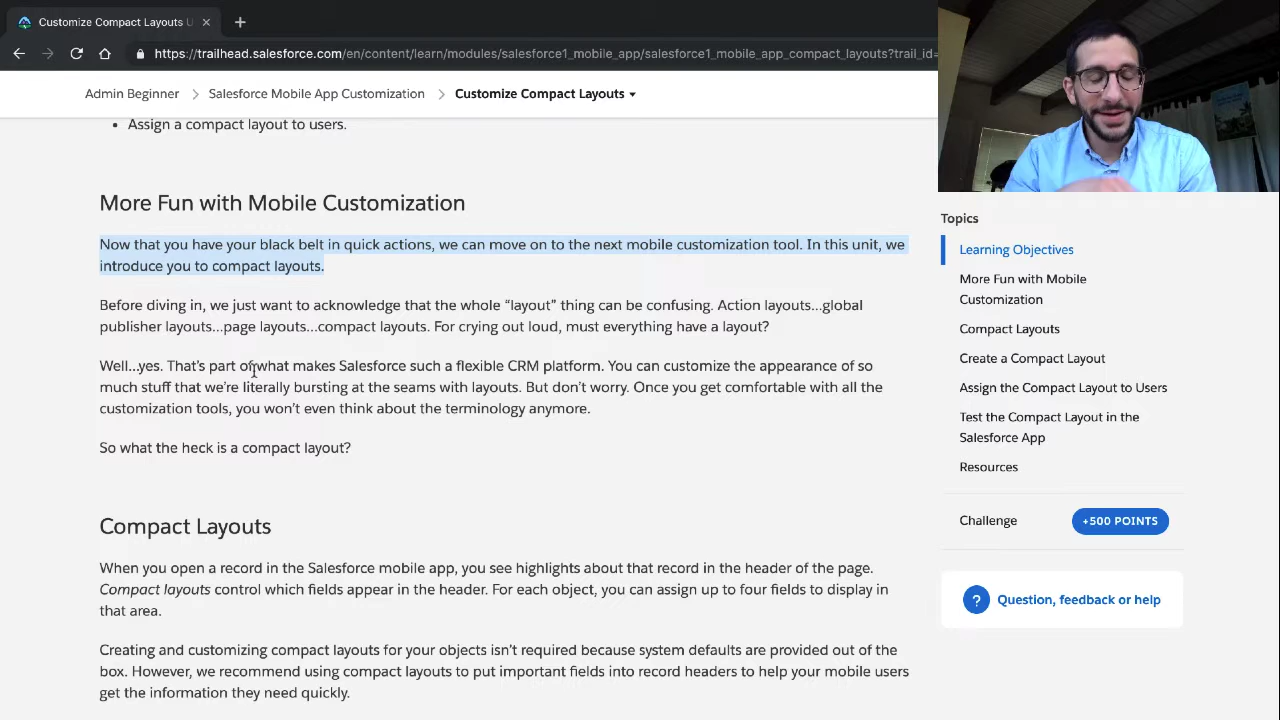 Customize Compact Layouts U
https://trailhead.salesforce.com/en/content/learn/modules/salesforce1_mobile_app/salesforce1_mobile_app_compact_layouts?trail_id=
Admin Beginner
Salesforce Mobile App Customization
Customize Compact Layouts
• Assign a compact layout to users.
More Fun with Mobile Customization
Now that you have your black belt in quick actions, we can move on to the next mobile customization tool. In this unit, we
introduce you to compact layouts.
Before diving in, we just want to acknowledge that the whole “layout” thing can be confusing. Action layouts...global
publisher layouts...page layouts...compact layouts. For crying out loud, must everything have a layout?
Well...yes. That’s part of what makes Salesforce such a flexible CRM platform. You can customize the appearance of so
much stuff that we’re literally bursting at the seams with layouts. But don’t worry. Once you get comfortable with all the
customization tools, you won’t even think about the terminology anymore.
So what the heck is a compact layout?
Compact Layouts
When you open a record in the Salesforce mobile app, you see highlights about that record in the header of the page.
Compact layouts control which fields appear in the header. For each object, you can assign up to four fields to display in
that area.
Creating and customizing compact layouts for your objects isn’t required because system defaults are provided out of the
box. However, we recommend using compact layouts to put important fields into record headers to help your mobile users
get the information they need quickly.
Topics
Learning Objectives
More Fun with Mobile
Customization
Compact Layouts
Create a Compact Layout
Assign the Compact Layout to Users
Test the Compact Layout in the
Salesforce App
Resources
Challenge
+500 POINTS
? Question, feedback or help